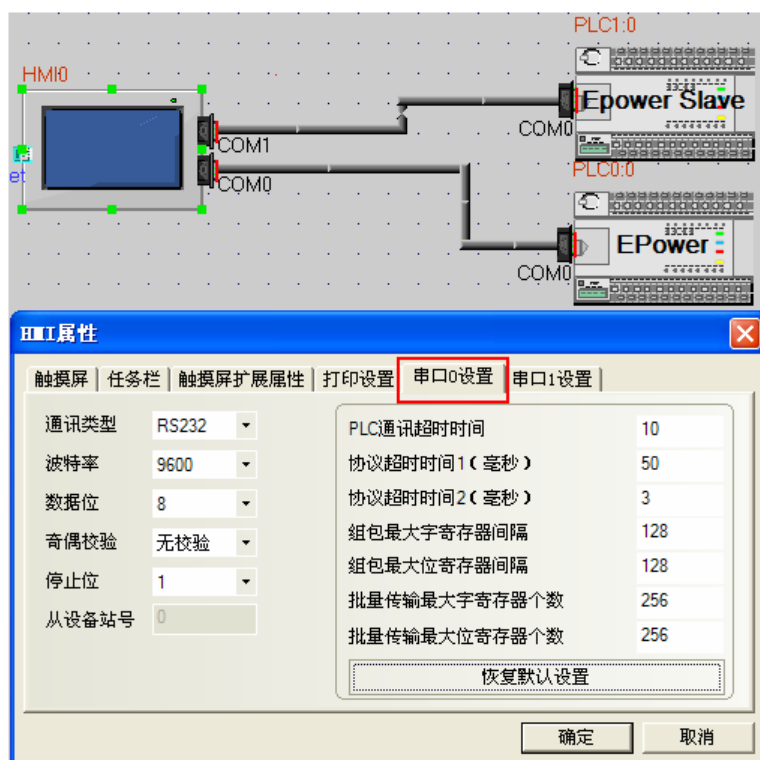 PLC1:0
HMI0
Epower Slave
COM1
COM0
PLC0:0
et
COM0
EPower
COM0
HMI属性
触摸屏 任务栏 触摸屏扩展属性 打印设置 串口0设置 串口1设置
通讯类型 RS232 PLC通讯超时时间 10
波特率 9600 协议超时时间1(毫秒) 50
数据位 8 协议超时时间2(毫秒) 3
奇偶校验 无校验 组包最大字寄存器间隔 128
停止位 1 组包最大位寄存器间隔 128
从设备站号 0 批量传输最大字寄存器个数 256
批量传输最大位寄存器个数 256
恢复默认设置
确定 取消